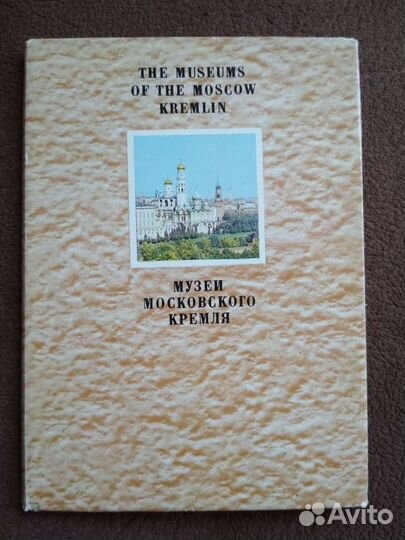 THE MUSEUMS
OF THE MOSCOW
KREMLIN
МУЗЕИ
МОСКОВСКОГО
КРЕМЛЯ
Avito